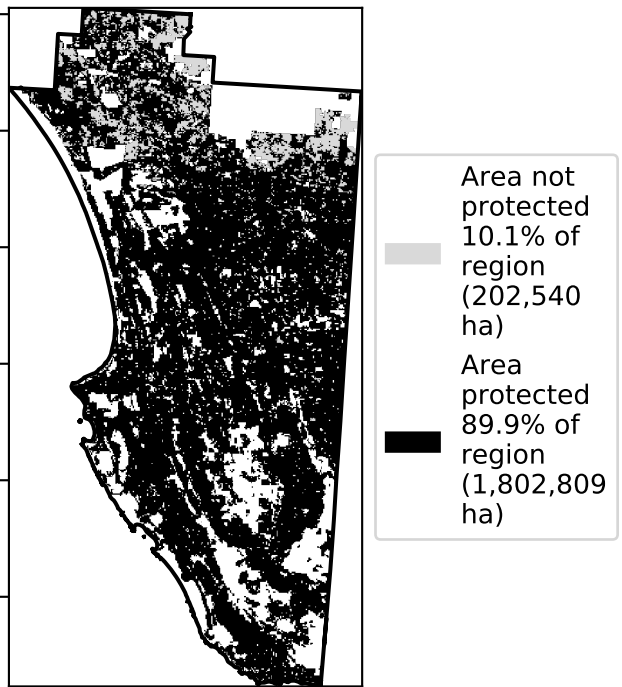 Area not
protected
10.1% of
region
(202,540
ha)
Area
protected
89.9% of
region
(1,802,809
ha)